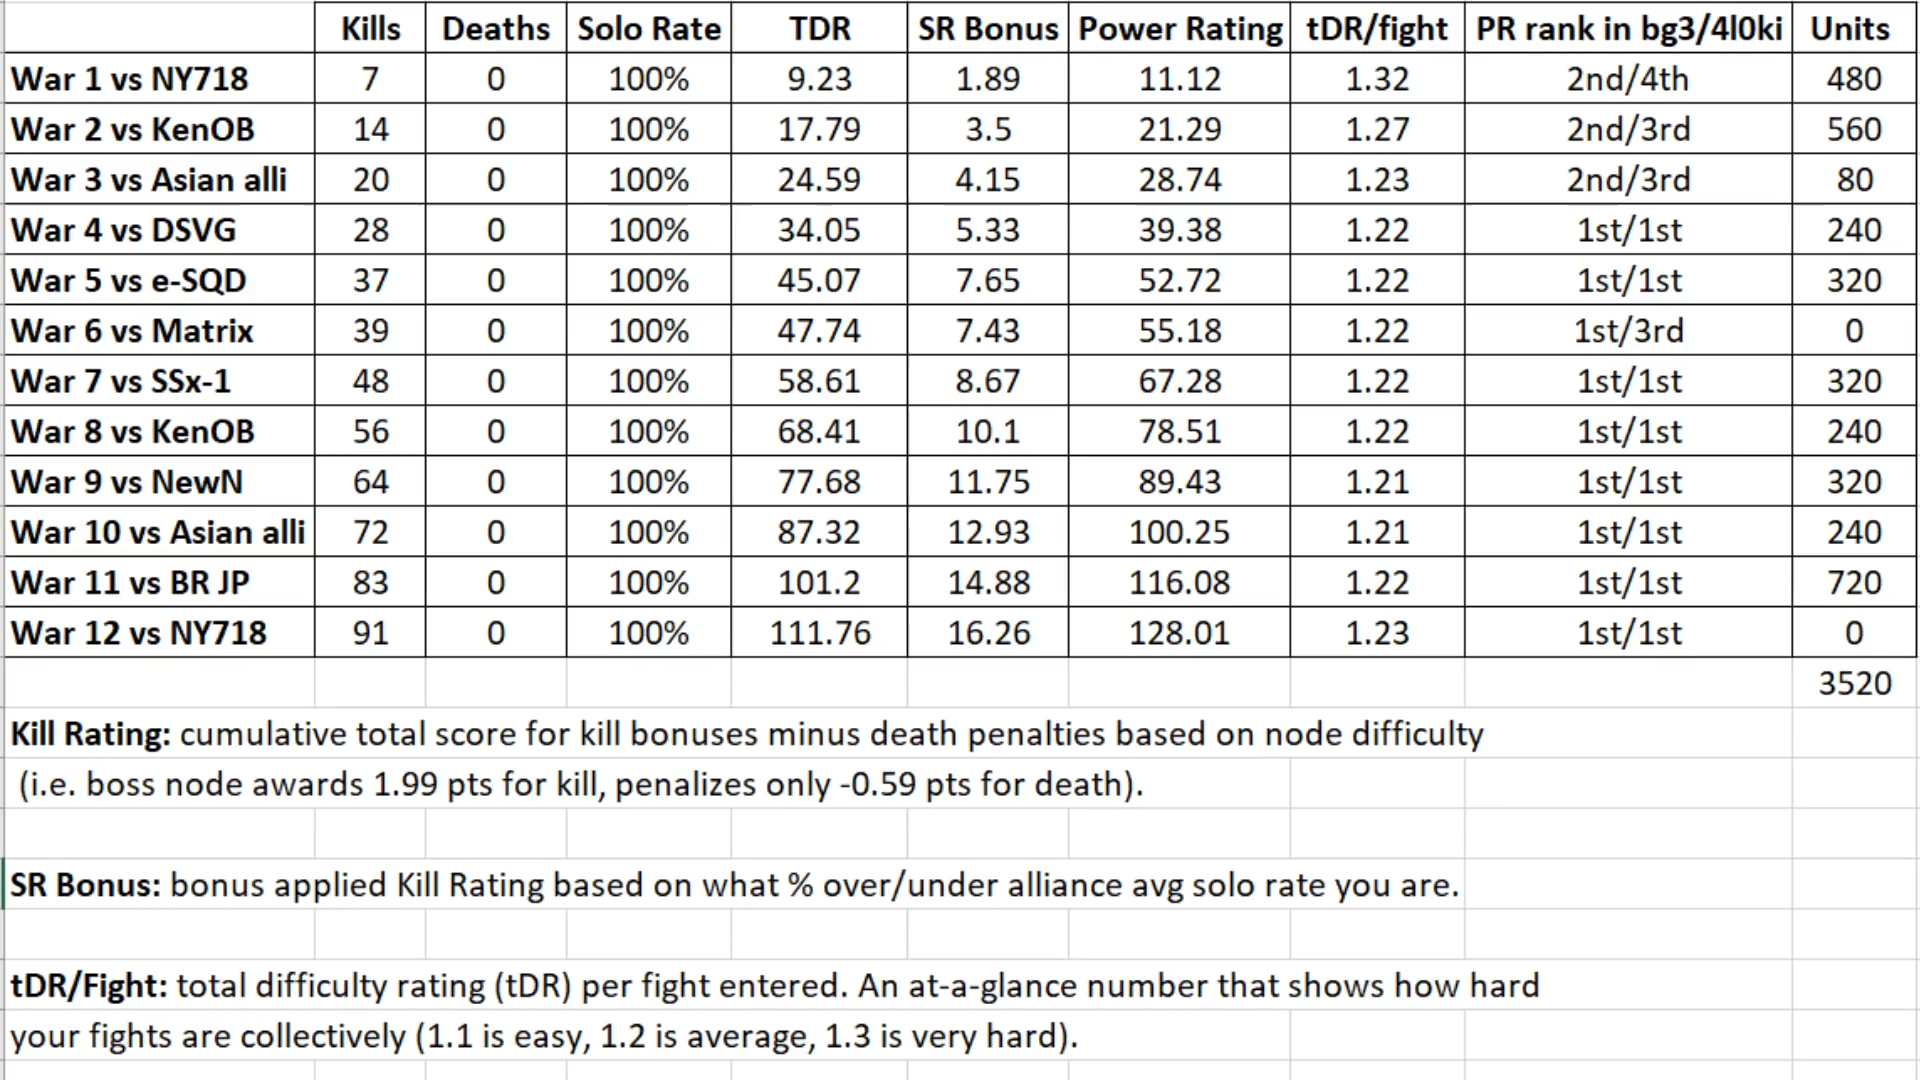 Kills Deaths Solo Rate TDR SR Bonus Power Rating tDR/fight PR rank in bg3/4l0ki Units
War 1 vs NY718 7 0 100% 9.23 1.89 11.12 1.32 2nd/4th 480
War 2 vs KenOB 14 0 100% 17.79 3.5 21.29 1.27 2nd/3rd 560
War 3 vs Asian alli 20 0 100% 24.59 4.15 28.74 1.23 2nd/3rd 80
War 4 vs DSVG 28 0 100% 34.05 5.33 39.38 1.22 1st/1st 240
War 5 vs e-SQD 37 0 100% 45.07 7.65 52.72 1.22 1st/1st 320
War 6 vs Matrix 39 0 100% 47.74 7.43 55.18 1.22 1st/3rd 0
War 7 vs SSx-1 48 0 100% 58.61 8.67 67.28 1.22 1st/1st 320
War 8 vs KenOB 56 0 100% 68.41 10.1 78.51 1.22 1st/1st 240
War 9 vs NewN 64 0 100% 77.68 11.75 89.43 1.21 1st/1st 320
War 10 vs Asian alli 72 0 100% 87.32 12.93 100.25 1.21 1st/1st 240
War 11 vs BR JP 83 0 100% 101.2 14.88 116.08 1.22 1st/1st 720
War 12 vs NY718 91 0 100% 111.76 16.26 128.01 1.23 1st/1st 0
3520
Kill Rating: cumulative total score for kill bonuses minus death penalties based on node difficulty
(i.e. boss node awards 1.99 pts for kill, penalizes only -0.59 pts for death).
SR Bonus: bonus applied Kill Rating based on what % over/under alliance avg solo rate you are.
tDR/Fight: total difficulty rating (tDR) per fight entered. An at-a-glance number that shows how hard
your fights are collectively (1.1 is easy, 1.2 is average, 1.3 is very hard).